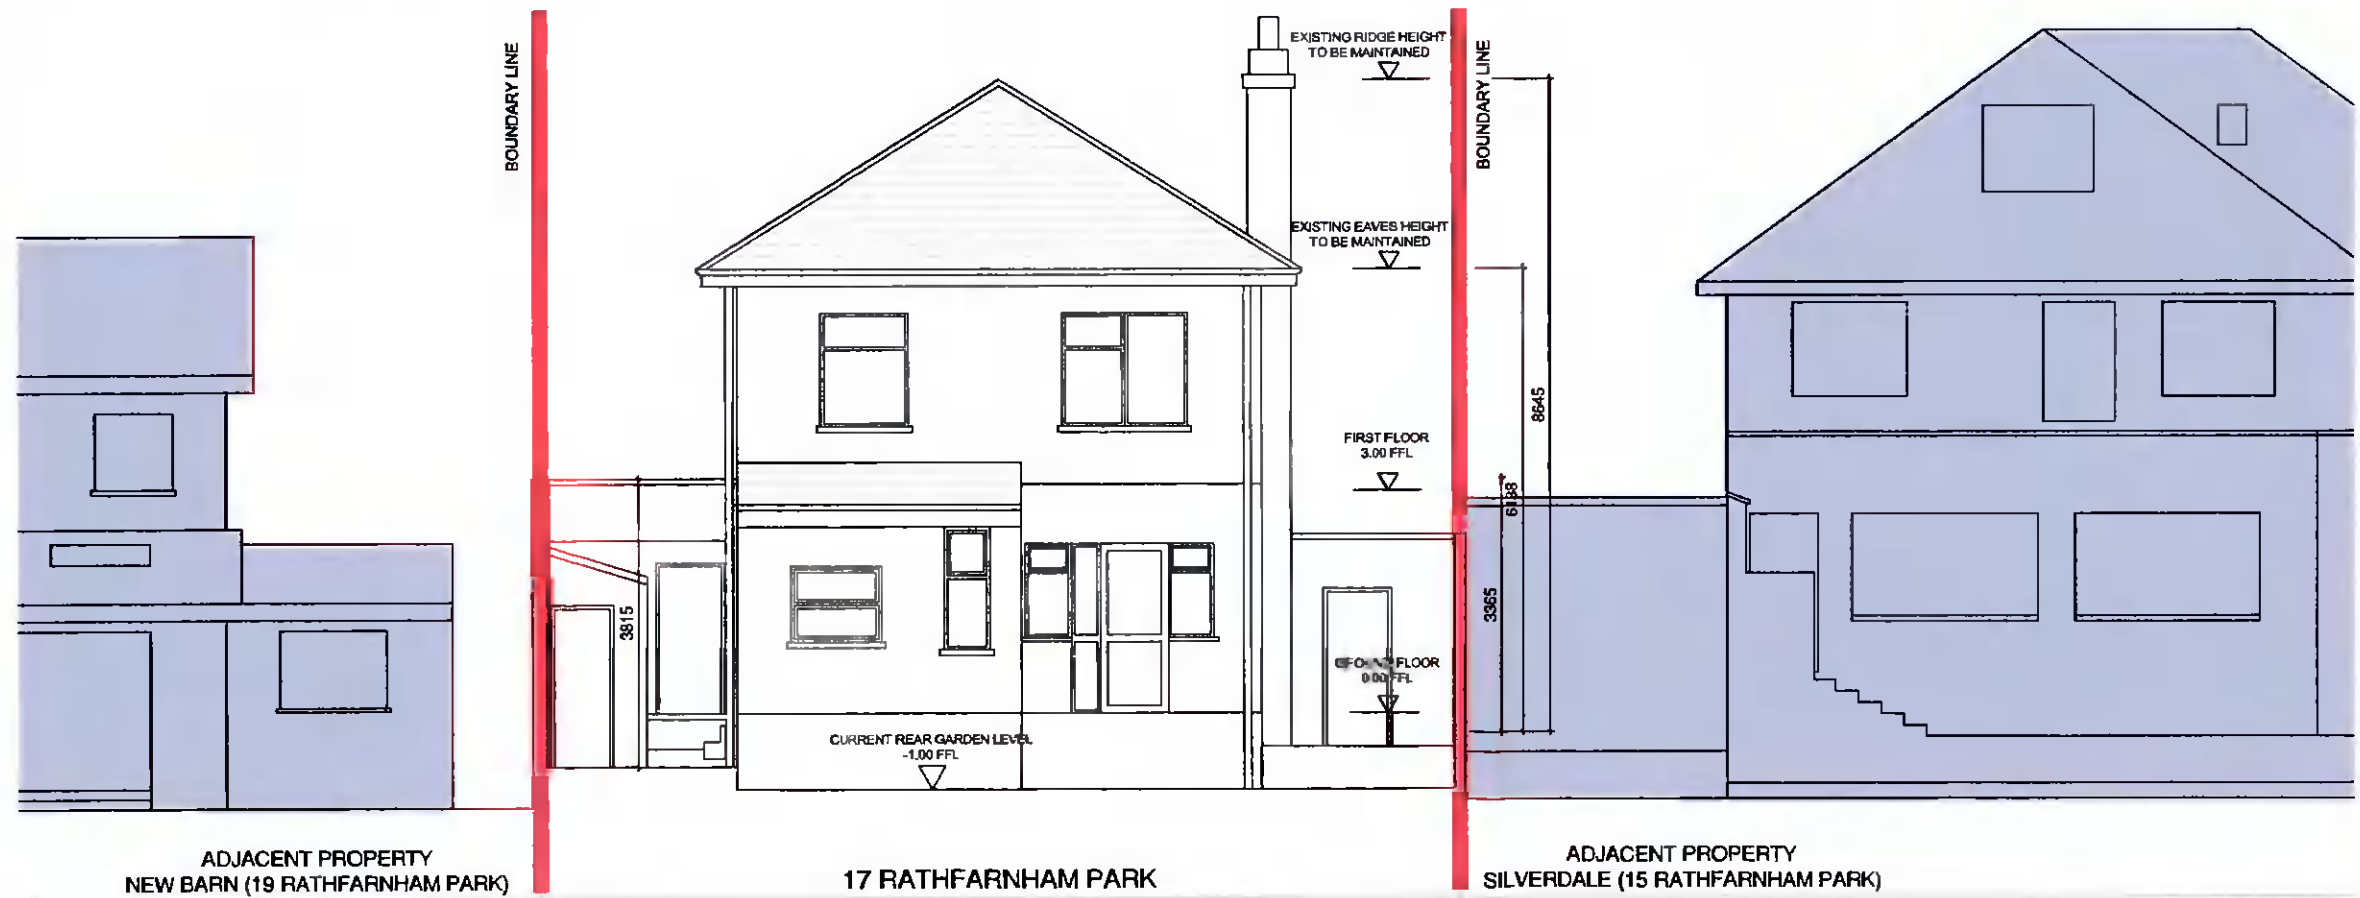 BOUNDARY LINE
EXISTING RIDGE HEIGHT
TO BE MAINTAINED
BOUNDARY LINE
EXISTING EAVES HEIGHT
TO BE MAINTAINED
8645
FIRST FLOOR
3.00 FFL
3365
3815
FLOOR
0.00 FFL
CURRENT REAR GARDEN LEVEL
-1.00 FFL
ADJACENT PROPERTY
NEW BARN (19 RATHFARNHAM PARK)
17 RATHFARNHAM PARK
ADJACENT PROPERTY
SILVERDALE (15 RATHFARNHAM PARK)